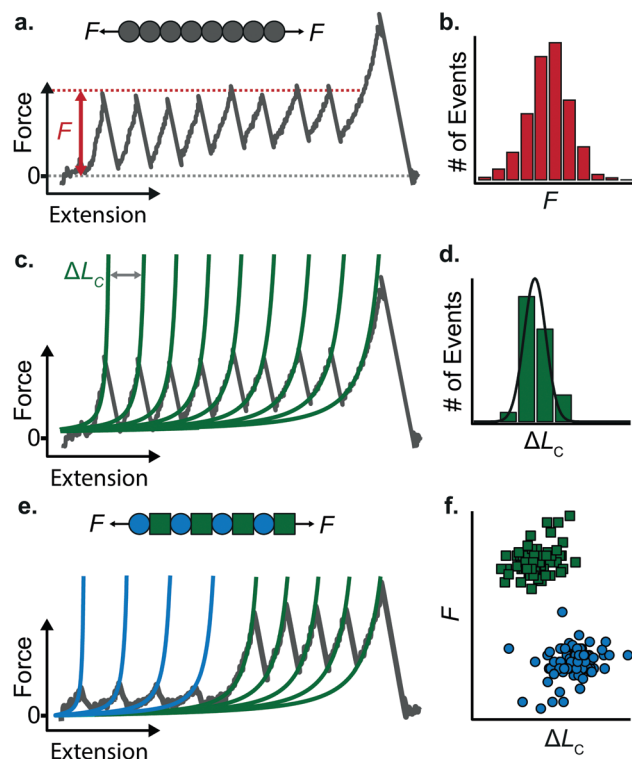 a.
F F
Force
F
0
Extension
b.
# of Events
F
c.
ΔL_C
Force
0
Extension
d.
# of Events
ΔL_C
e.
F F
Force
0
Extension
f.
F
ΔL_C